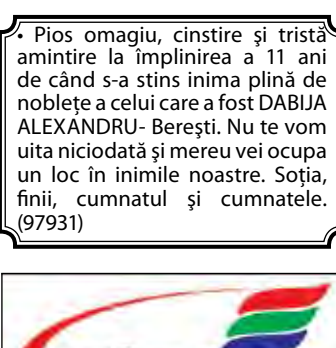 • Pios omagiu, cinstire şi tristă
amintire la împlinirea a 11 ani
de când s-a stins inima plină de
noblețe a celui care a fost DABIJA
ALEXANDRU- Bereşti. Nu te vom
uita niciodată şi mereu vei ocupa
un loc în inimile noastre. Soția,
finii, cumnatul şi cumnatele.
(97931)